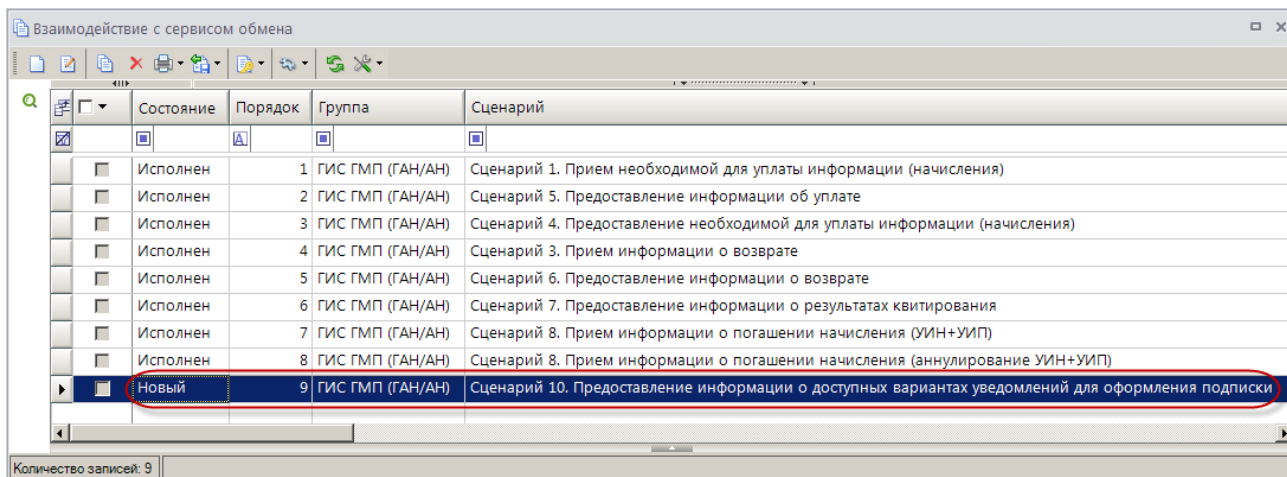 Взаимодействие с сервисом обмена
Состояние Порядок Группа Сценарий
Исполнен 1 ГИС ГМП (ГАН/АН) Сценарий 1. Прием необходимой для уплаты информации (начисления)
Исполнен 2 ГИС ГМП (ГАН/АН) Сценарий 5. Предоставление информации об уплате
Исполнен 3 ГИС ГМП (ГАН/АН) Сценарий 4. Предоставление необходимой для уплаты информации (начисления)
Исполнен 4 ГИС ГМП (ГАН/АН) Сценарий 3. Прием информации о возврате
Исполнен 5 ГИС ГМП (ГАН/АН) Сценарий 6. Предоставление информации о возврате
Исполнен 6 ГИС ГМП (ГАН/АН) Сценарий 7. Предоставление информации о результатах квитирования
Исполнен 7 ГИС ГМП (ГАН/АН) Сценарий 8. Прием информации о погашении начисления (УИН+УИП)
Исполнен 8 ГИС ГМП (ГАН/АН) Сценарий 8. Прием информации о погашении начисления (аннулирование УИН+УИП)
Новый 9 ГИС ГМП (ГАН/АН) Сценарий 10. Предоставление информации о доступных вариантах уведомлений для оформления подписки
Количество записей: 9